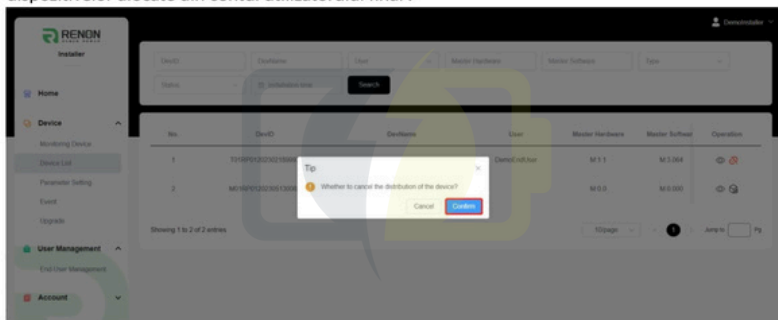 dispozitivelor alocate din contul utilizatorului final.
RENON
Installer
DemoInstaller
DevID
DevName
User
Master Hardware
Master Software
Type
Status
Installation time
Search
Home
Device
Monitoring Device
Device List
Parameter Setting
Event
Upgrade
User Management
End User Management
Account
No.
DevID
DevName
User
Master Hardware
Master Softwar
Operation
1
DemoEndUser
M:1.1
M:3.064
2
M:0.0
M:0.000
Showing 1 to 2 of 2 entries
10/page
1
Jump to
Pg
Tip
Whether to cancel the distribution of the device?
Cancel
Confirm